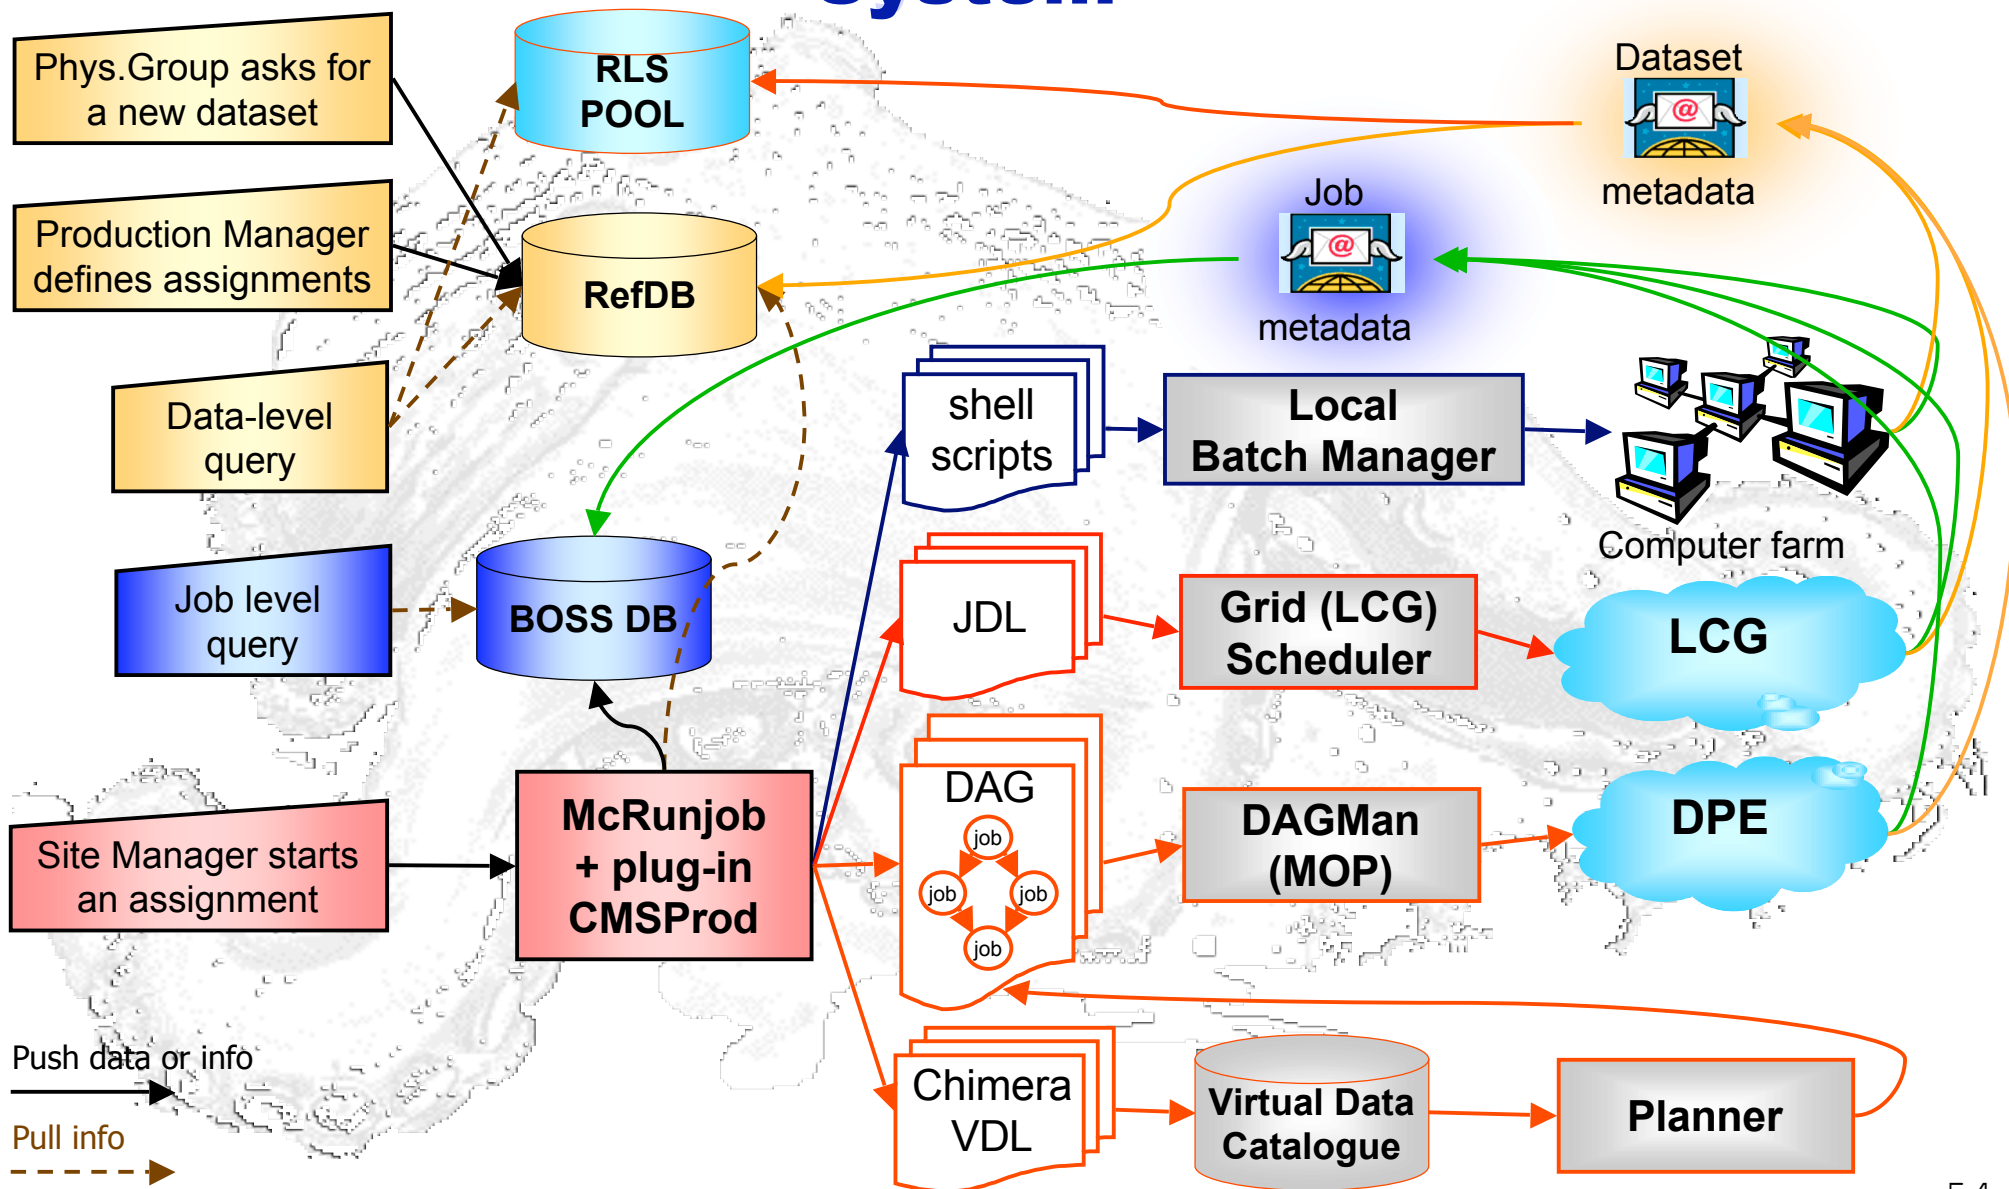 System
Phys.Group asks for
a new dataset
RLS
POOL
Dataset
@
metadata
Production Manager
defines assignments
RefDB
Job
@
metadata
Data-level
query
shell
scripts
Local
Batch Manager
Computer farm
Job level
query
BOSS DB
JDL
Grid (LCG)
Scheduler
LCG
Site Manager starts
an assignment
McRunjob
+ plug-in
CMSProd
DAG
job
job
job
job
DAGMan
(MOP)
DPE
Push data or info
Pull info
Chimera
VDL
Virtual Data
Catalogue
Planner